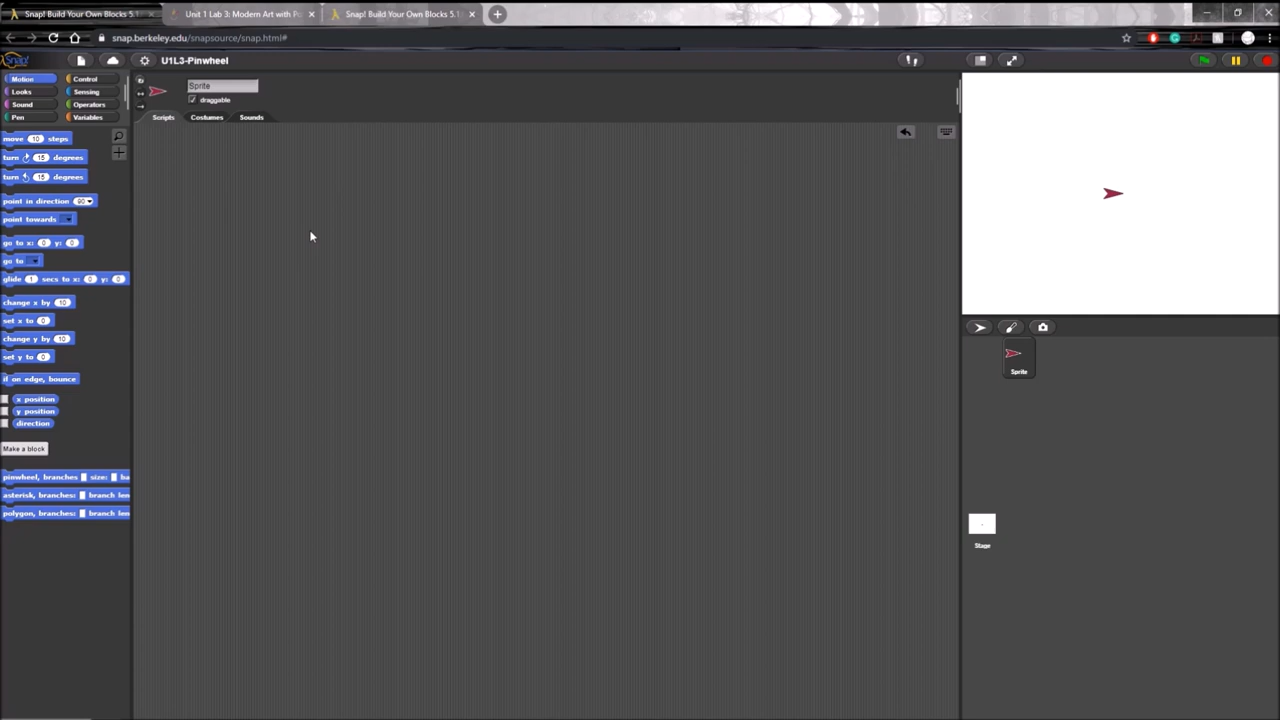 Snap! Build Your Own Blocks 5.1
Unit 1 Lab 3: Modern Art with Po
Snap! Build Your Own Blocks 5.1
snap.berkeley.edu/snapsource/snap.html#
Snap!
U1L3-Pinwheel
Motion
Control
Looks
Sensing
Sound
Operators
Pen
Variables
Sprite
draggable
Scripts
Costumes
Sounds
move 10 steps
turn 15 degrees
turn 15 degrees
point in direction 90
point towards
go to x: 0 y: 0
go to
glide 1 secs to x: 0 y: 0
change x by 10
set x to 0
change y by 10
set y to 0
if on edge, bounce
x position
y position
direction
Make a block
pinwheel, branches size: ba
asterisk, branches: branch len
polygon, branches: branch len
Sprite
Stage